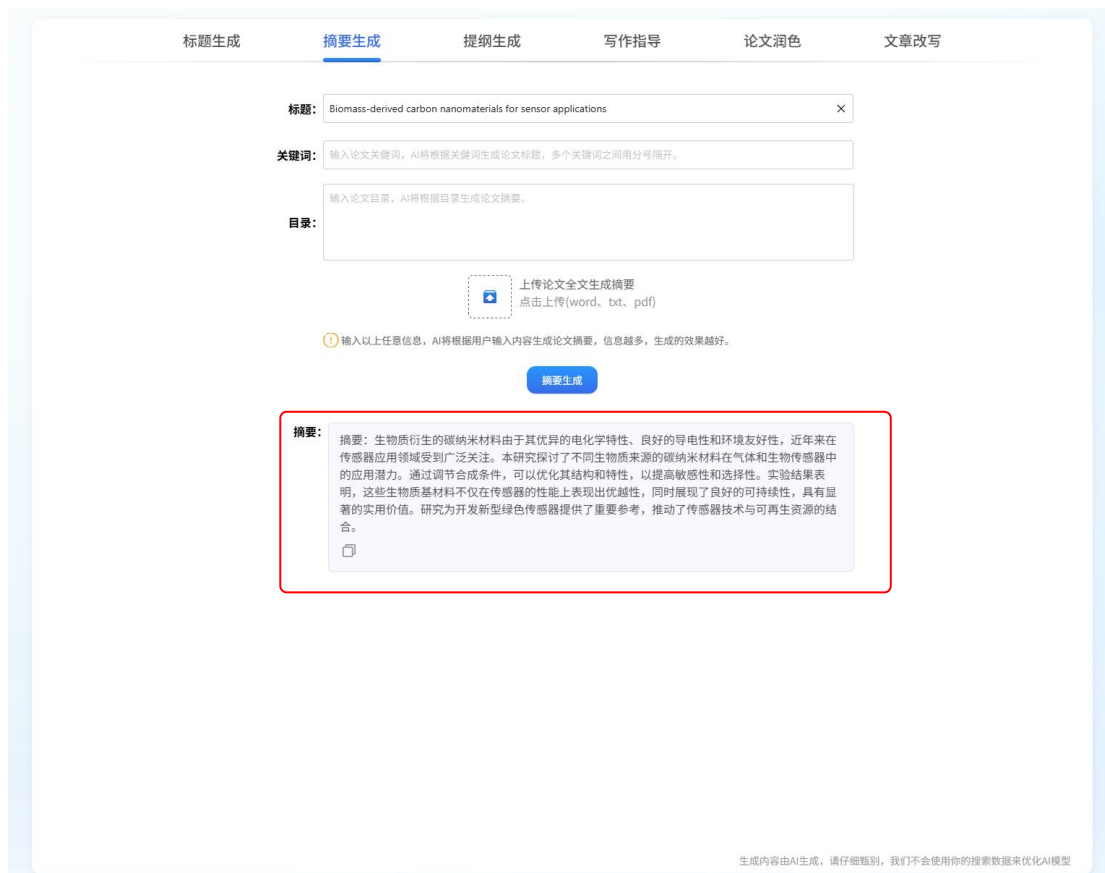 标题生成
摘要生成
提纲生成
写作指导
论文润色
文章改写
标题： Biomass-derived carbon nanomaterials for sensor applications
关键词： 输入论文关健词，AI将根据关健词生成论文标题，多个关键词之间用分号隔开。
目录： 输入论文目录，AI将根据目录生成论文摘要。
上传论文全文生成摘要
点击上传(word、txt、pdf)
输入以上任意信息，AI将根据用户输入内容生成论文摘要，信息越多，生成的效果越好。
摘要生成
摘要：
摘要：生物质衍生的碳纳米材料由于其优异的电化学特性、良好的导电性和环境友好性，近年来在
传感器应用领域受到广泛关注。本研究探讨了不同生物质来源的碳纳米材料在气体和生物传感器中
的应用潜力。通过调节合成条件，可以优化其结构和特性，以提高敏感性和选择性。实验结果表
明，这些生物质基材料不仅在传感器的性能上表现出优越性，同时展现了良好的可持续性，具有显
著的实用价值。研究为开发新型绿色传感器提供了重要参考，推动了传感器技术与可再生资源的结
合。
生成内容由AI生成，请仔细甄别，我们不会使用你的搜索数据来优化AI模型